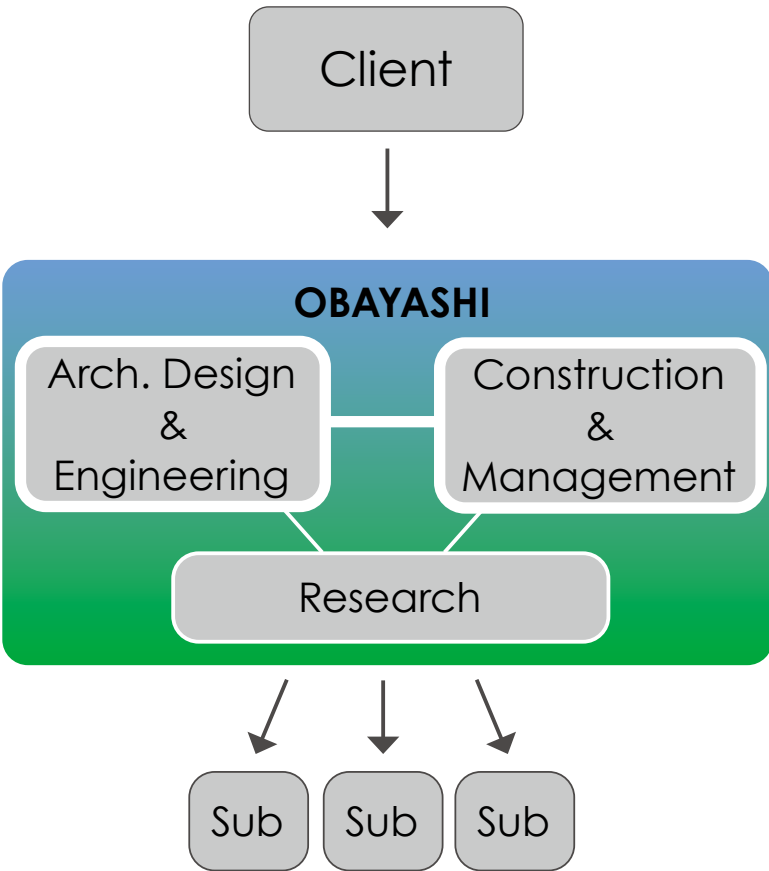 Client
OBAYASHI
Arch. Design
&
Engineering
Construction
&
Management
Research
Sub
Sub
Sub